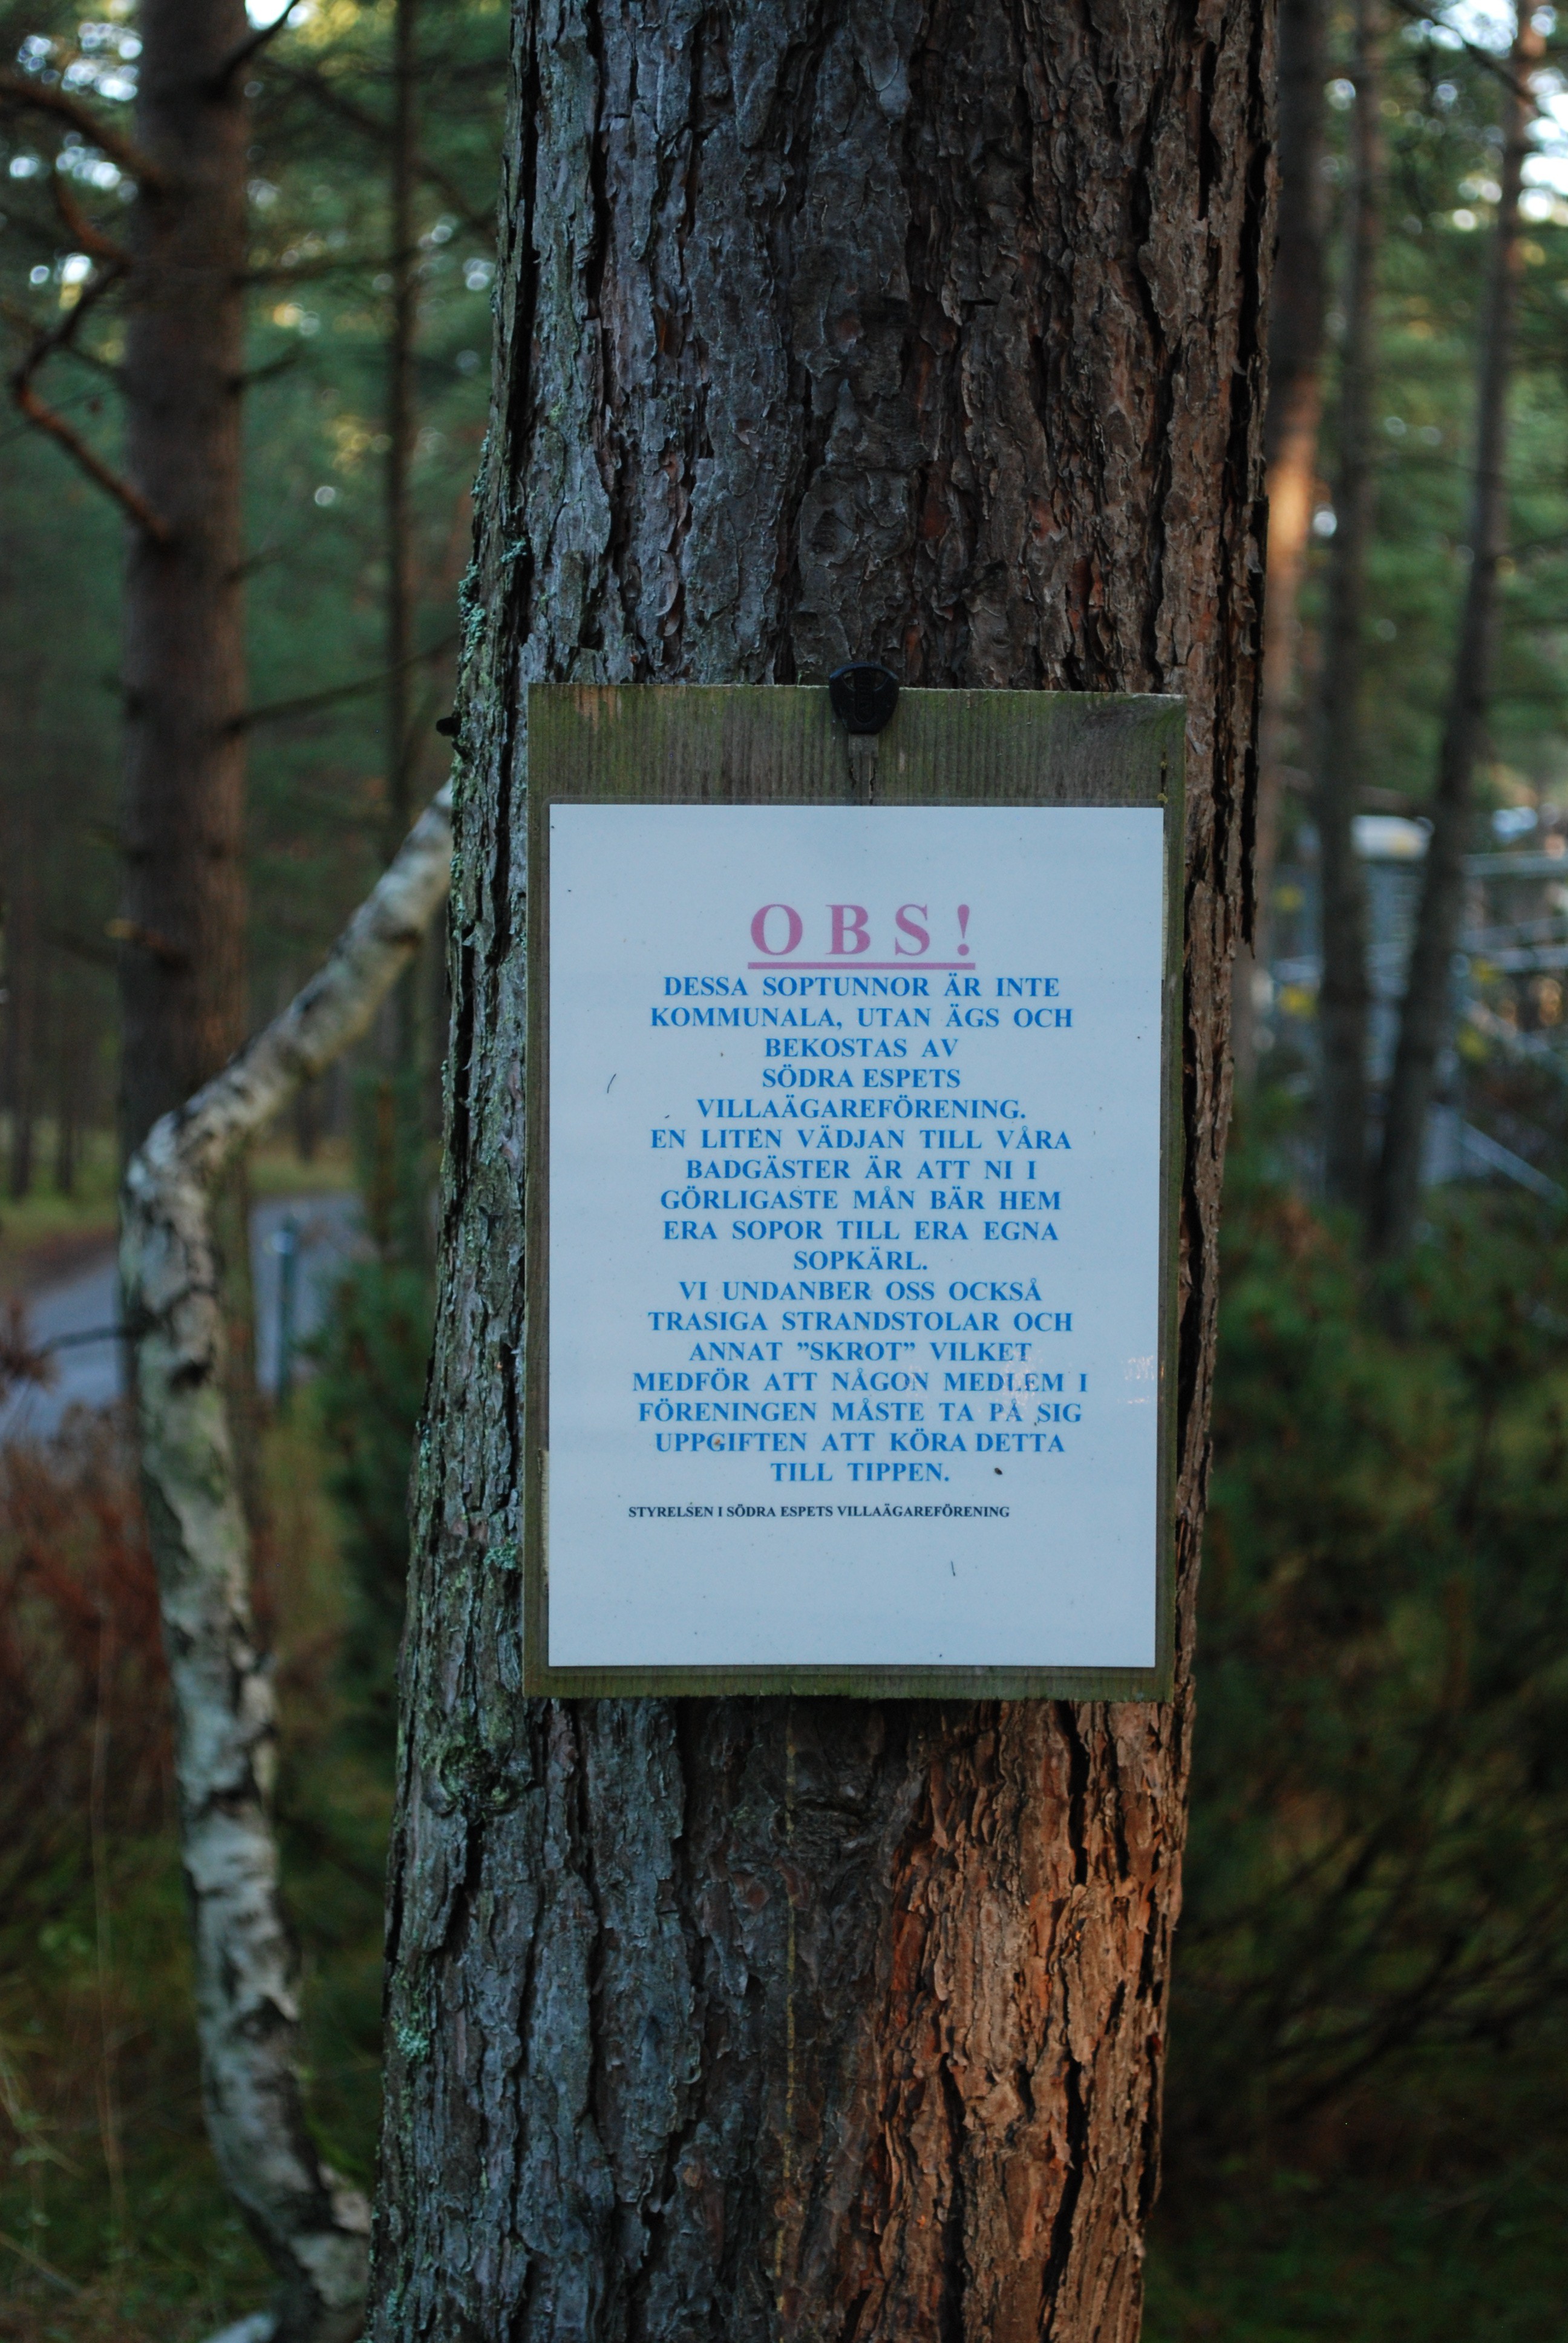 O B S !
DESSA SOPTUNNOR ÄR INTE
KOMMUNALA, UTAN ÄGS OCH
BEKOSTAS AV
SÖDRA ESPETS
VILLAÄGAREFÖRENING.
EN LITEN VÄDJAN TILL VÅRA
BADGÄSTER ÄR ATT NI I
GÖRLIGASTE MÅN BÄR HEM
ERA SOPOR TILL ERA EGNA
SOPKÄRL.
VI UNDANBER OSS OCKSÅ
TRASIGA STRANDSTOLAR OCH
ANNAT ”SKROT” VILKET
MEDFÖR ATT NÅGON MEDLEM I
FÖRENINGEN MÅSTE TA PÅ SIG
UPPGIFTEN ATT KÖRA DETTA
TILL TIPPEN.
STYRELSEN I SÖDRA ESPETS VILLAÄGAREFÖRENING